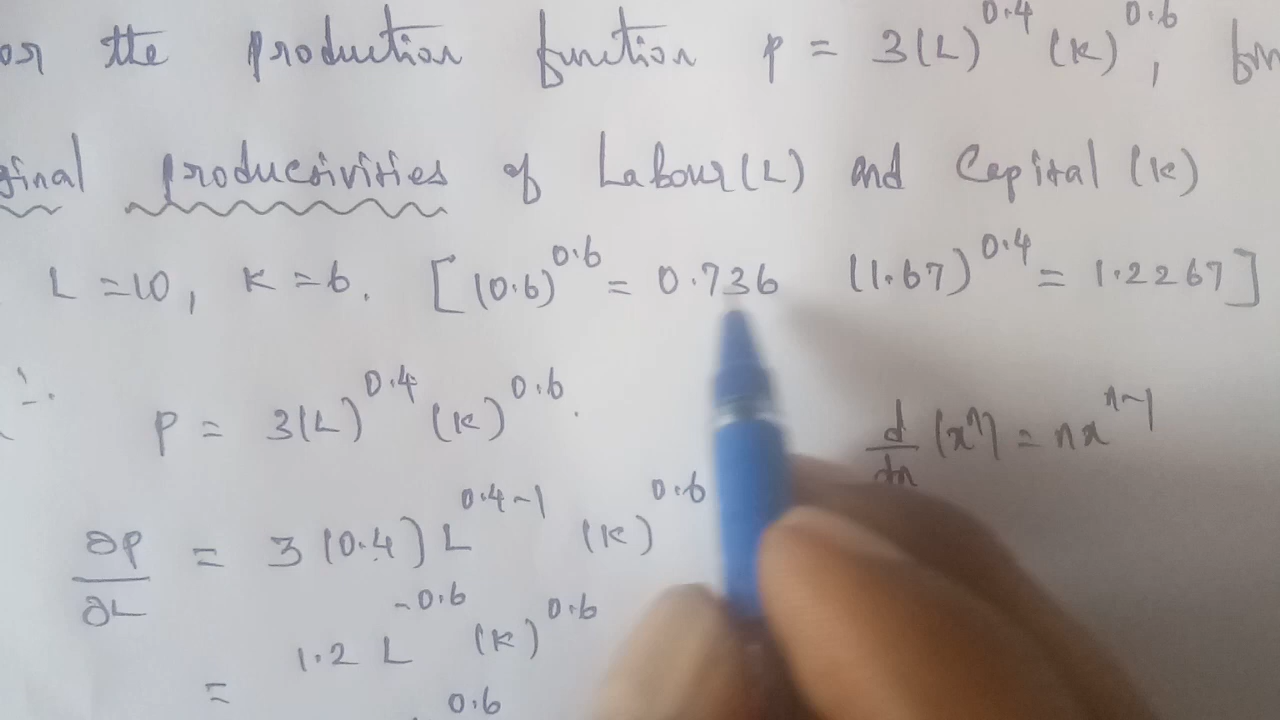 the production function p = 3(L)^0.4 (K)^0.6,
productivities of Labour(L) and Capital (K)
L = 10, K = 6. [(0.6)^0.6 = 0.736 (1.67)^0.4 = 1.2267]
∴ p = 3(L)^0.4 (K)^0.6.
d/dx (x^n) = nx^n-1
∂p/∂L = 3(0.4) L^0.4-1 (K)^0.6
= 1.2 L^-0.6 (K)^0.6
0.6